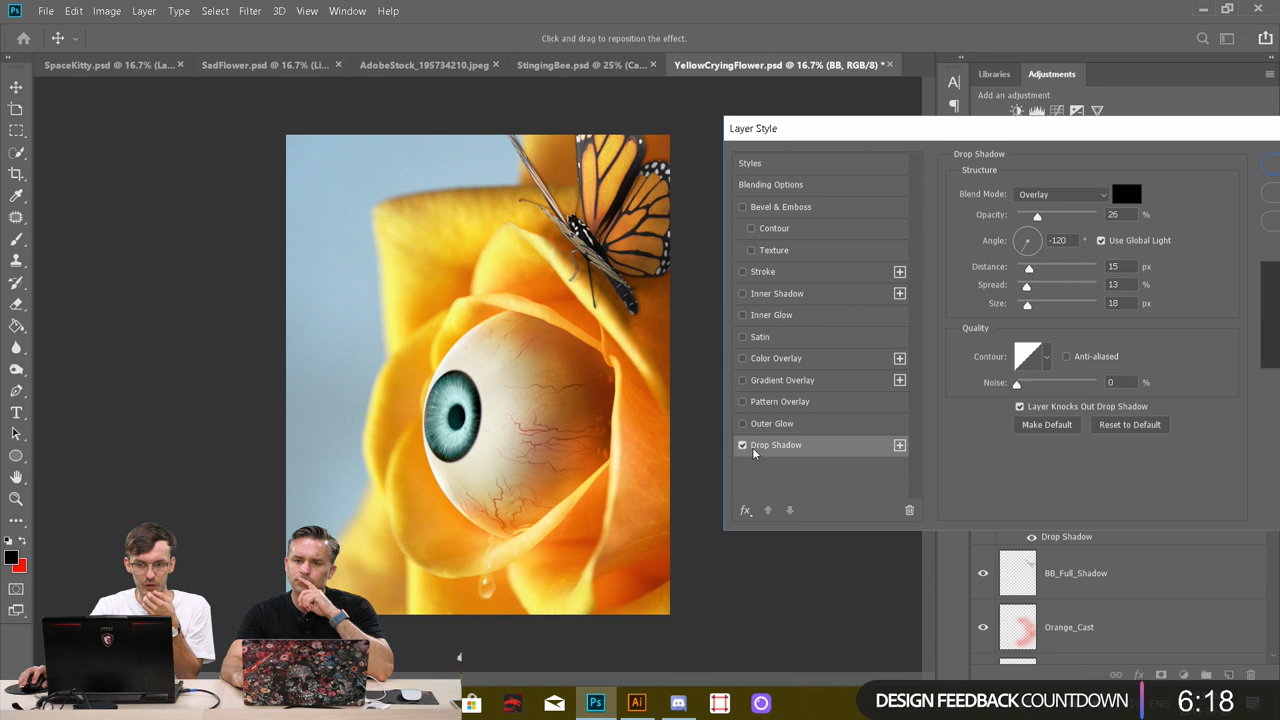 Ps File Edit Image Layer Type Select Filter 3D View Window Help
Click and drag to reposition the effect.
SpaceKitty.psd @ 16.7% (La... × SadFlower.psd @ 16.7% (Li... × AdobeStock_195734210.jpeg × StingingBee.psd @ 25% (Ca... × YellowCryingFlower.psd @ 16.7% (BB, RGB/8) * ×
Libraries Adjustments
Add an adjustment
Layer Style
Styles
Blending Options
Bevel & Emboss
Contour
Texture
Stroke
Inner Shadow
Inner Glow
Satin
Color Overlay
Gradient Overlay
Pattern Overlay
Outer Glow
Drop Shadow
fx
Drop Shadow
Structure
Blend Mode: Overlay
Opacity: 26 %
Angle: -120 ° Use Global Light
Distance: 15 px
Spread: 13 %
Size: 18 px
Quality
Contour: Anti-aliased
Noise: 0 %
Layer Knocks Out Drop Shadow
Make Default Reset to Default
Drop Shadow
BB_Full_Shadow
Orange_Cast
fx
Ps Ai
DESIGN FEEDBACK COUNTDOWN 6:18
ENG